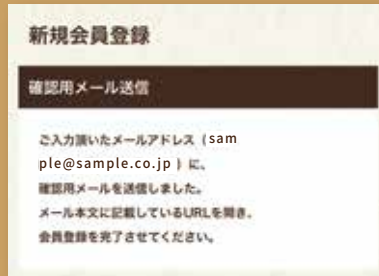 新規会員登録
確認用メール送信
ご入力頂いたメールアドレス（sam
ple@sample.co.jp ）に、
確認用メールを送信しました。
メール本文に記載しているURLを開き、
会員登録を完了させてください。